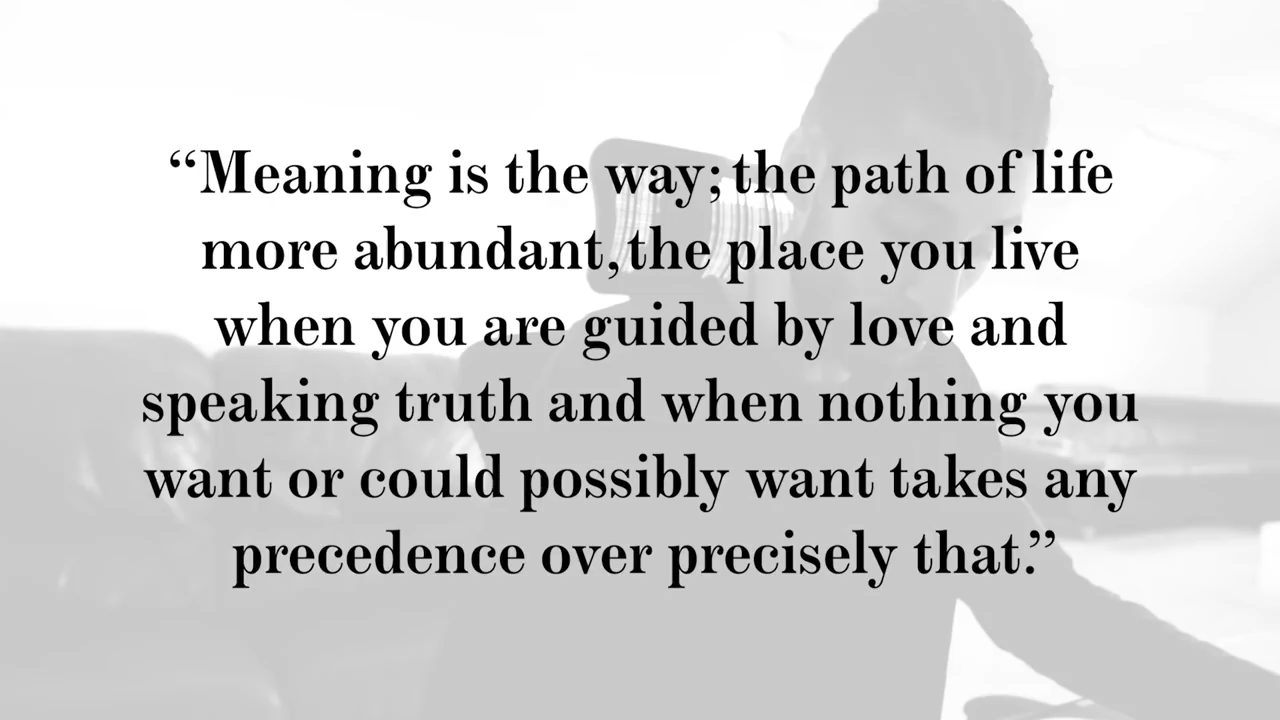 “Meaning is the way; the path of life
more abundant, the place you live
when you are guided by love and
speaking truth and when nothing you
want or could possibly want takes any
precedence over precisely that.”